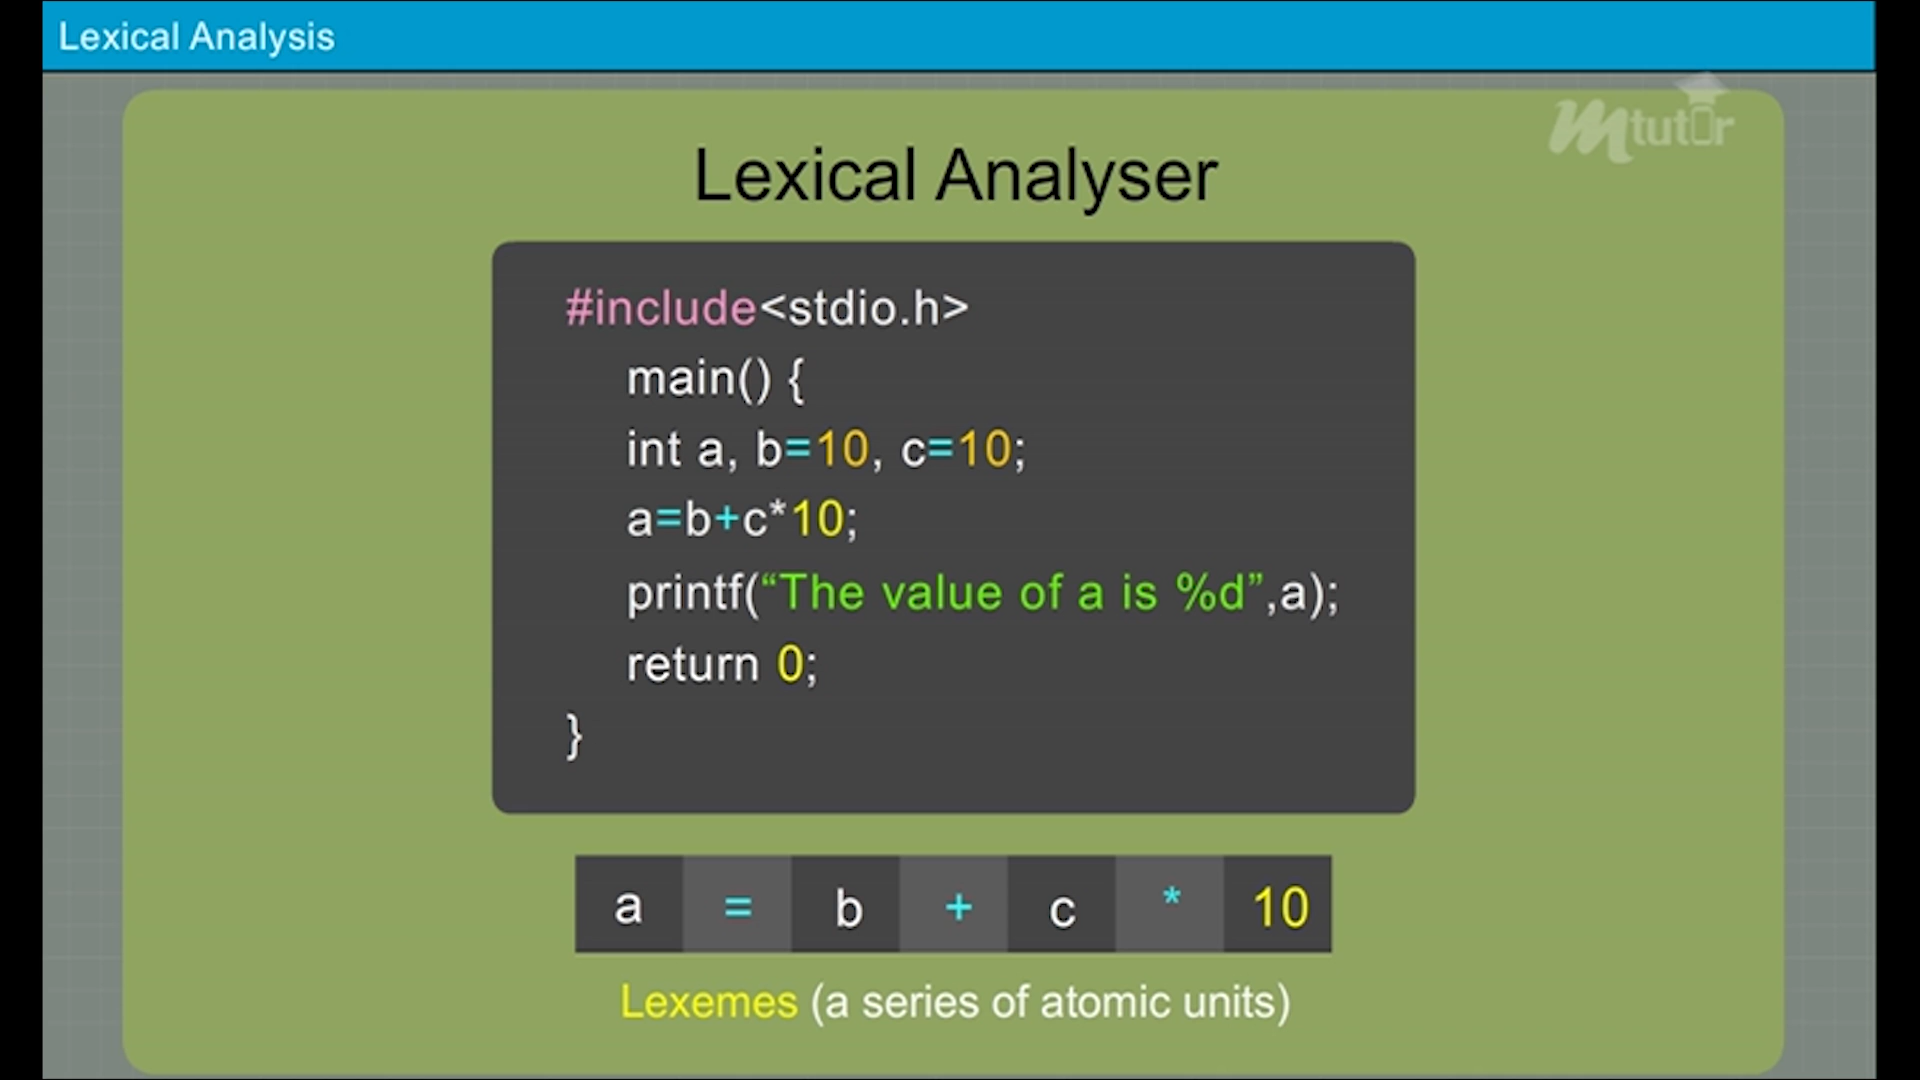 Lexical Analysis
Mtutor
Lexical Analyser
#include<stdio.h>
main() {
int a, b=10, c=10;
a=b+c*10;
printf(“The value of a is %d”,a);
return 0;
}
a = b + c * 10
Lexemes (a series of atomic units)